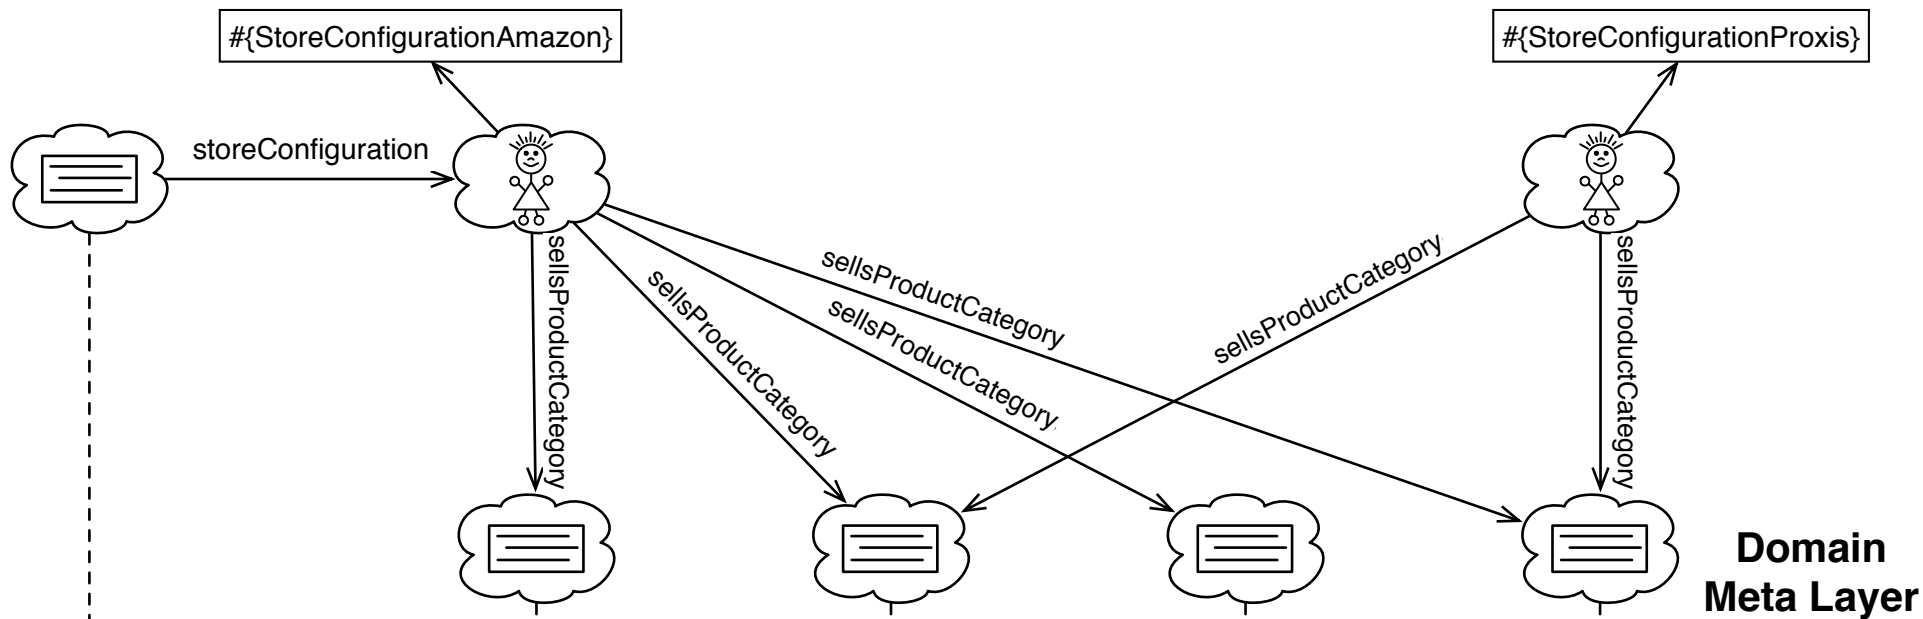 #{StoreConfigurationAmazon}
#{StoreConfigurationProxis}
storeConfiguration
sellsProductCategory
sellsProductCategory
sellsProductCategory
sellsProductCategory
sellsProductCategory
sellsProductCategory
Domain
Meta Layer